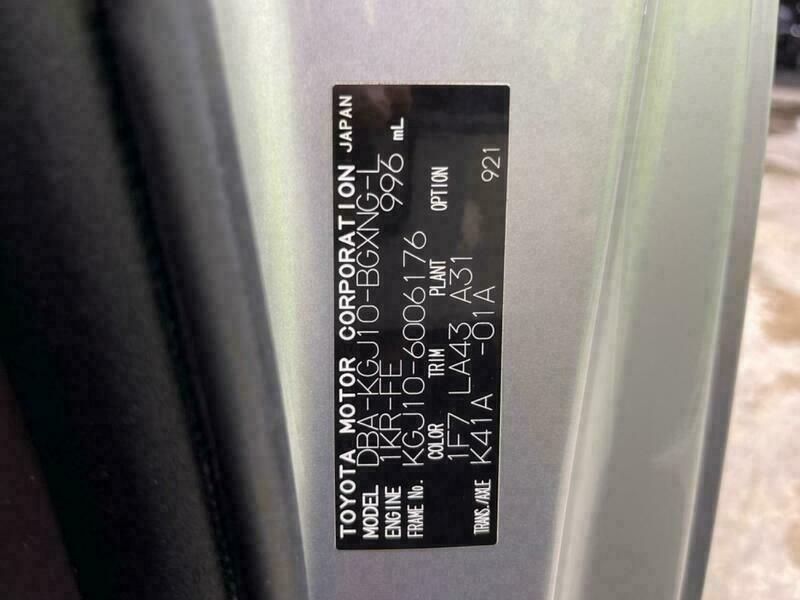 TOYOTA MOTOR CORPORATION JAPAN
MODEL DBA-KGJ10-BGXNG-L
ENGINE 1KR-FE 996 mL
FRAME No. KGJ10-6006176
COLOR TRIM PLANT OPTION
1F7 LA43 A31
TRANS./AXLE K41A -01A 921